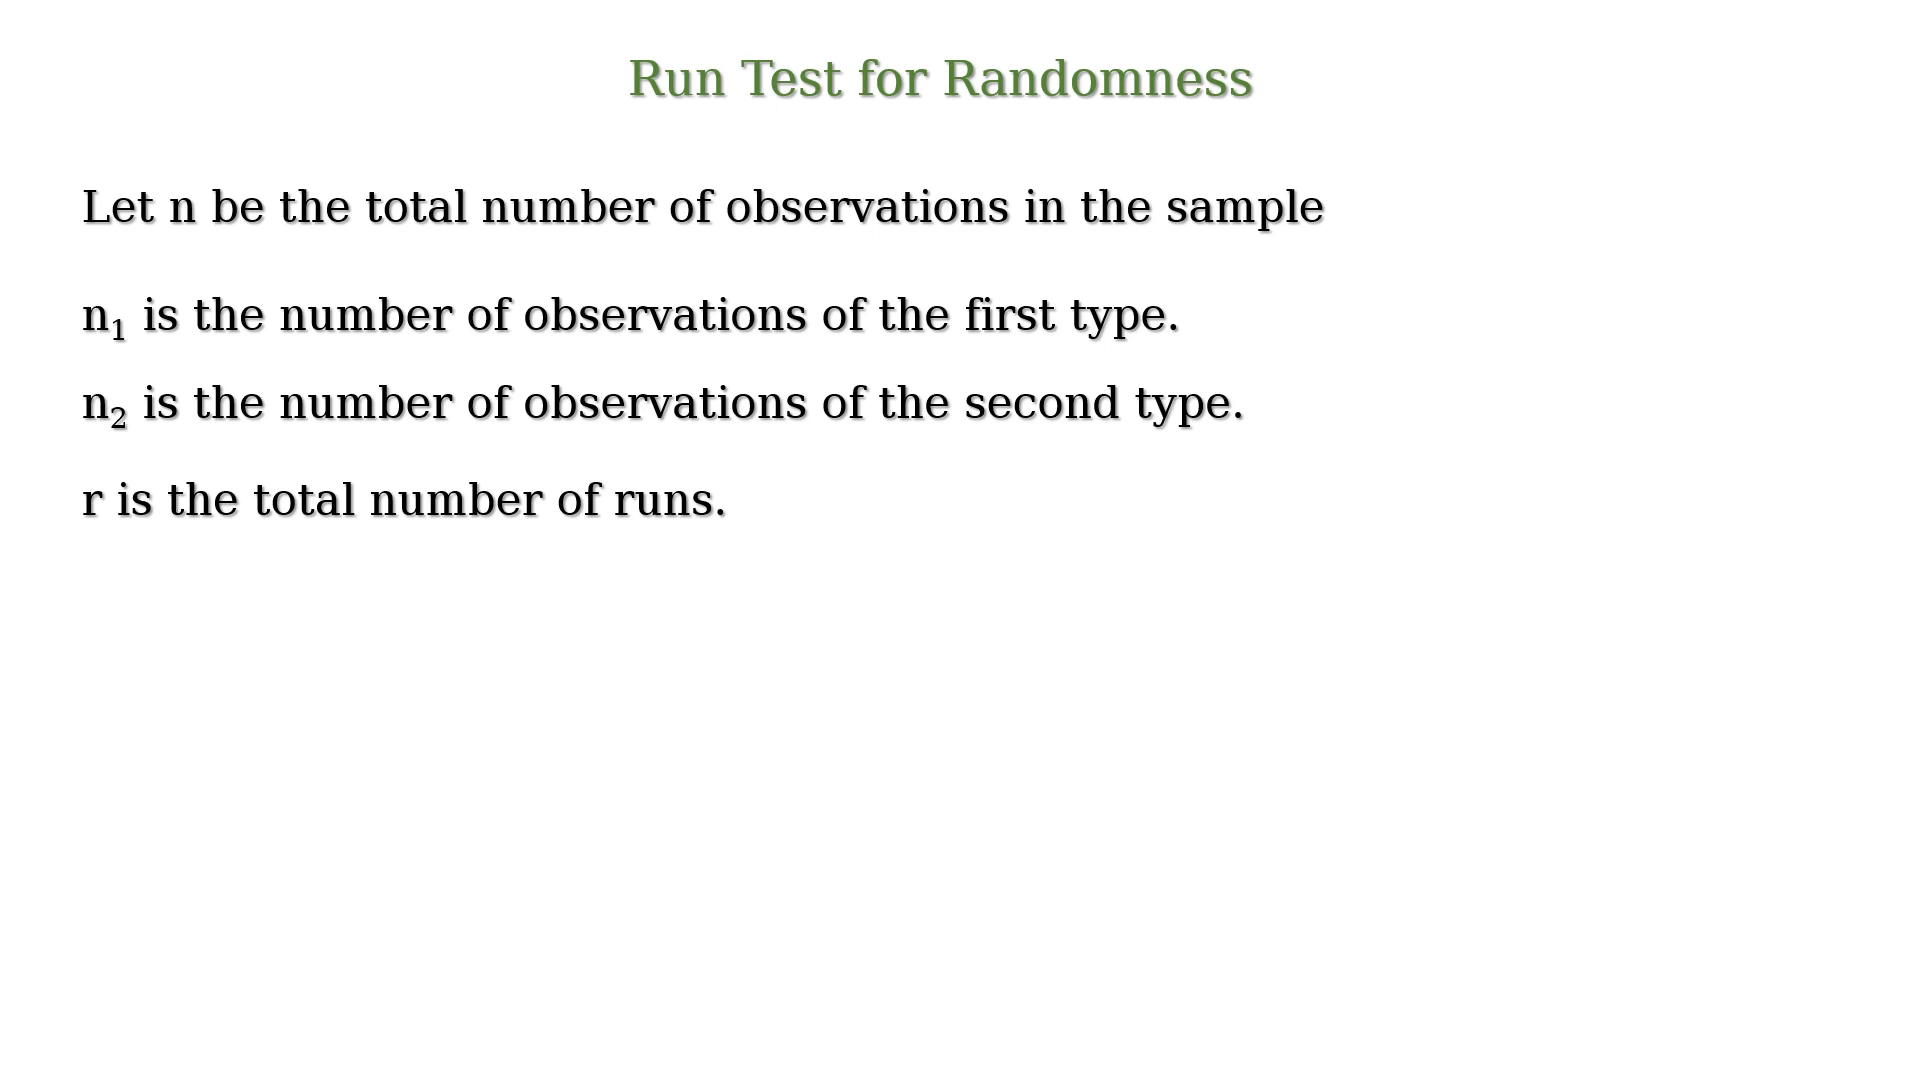 Run Test for Randomness
Let n be the total number of observations in the sample
n₁ is the number of observations of the first type.
n₂ is the number of observations of the second type.
r is the total number of runs.